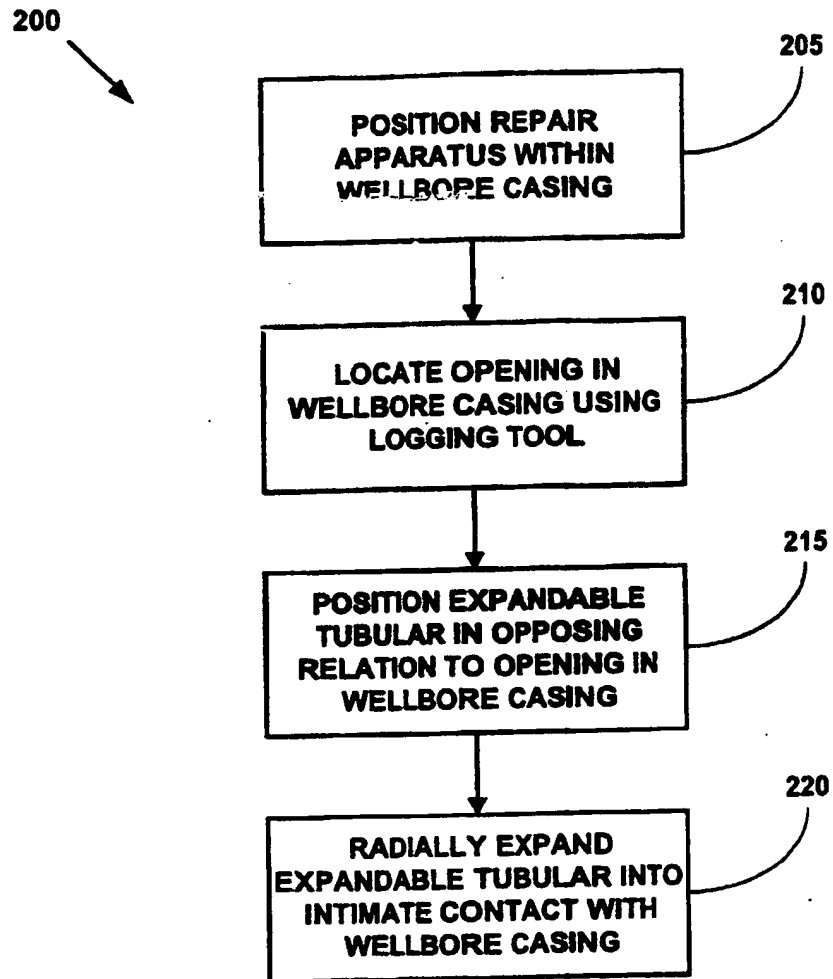 200
205
POSITION REPAIR
APPARATUS WITHIN
WELLBORE CASING
210
LOCATE OPENING IN
WELLBORE CASING USING
LOGGING TOOL
215
POSITION EXPANDABLE
TUBULAR IN OPPOSING
RELATION TO OPENING IN
WELLBORE CASING
220
RADIALLY EXPAND
EXPANDABLE TUBULAR INTO
INTIMATE CONTACT WITH
WELLBORE CASING